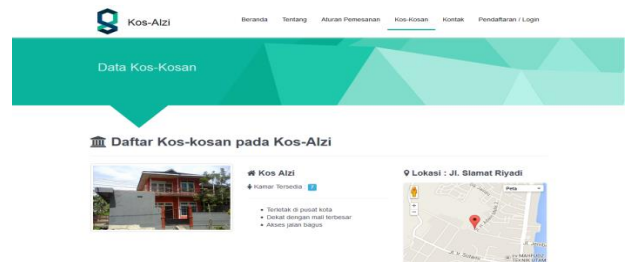 Kos-Alzi
Beranda Tentang Aturan Pemesanan Kos-Kosan Kontak Pendaftaran / Login
Data Kos-Kosan
Daftar Kos-kosan pada Kos-Alzi
Kos Alzi
Kamar Tersedia
Terletak di pusat kota
Dekat dengan mall terbesar
Akses jalan bagus
Lokasi : Jl. Slamat Riyadi
Peta